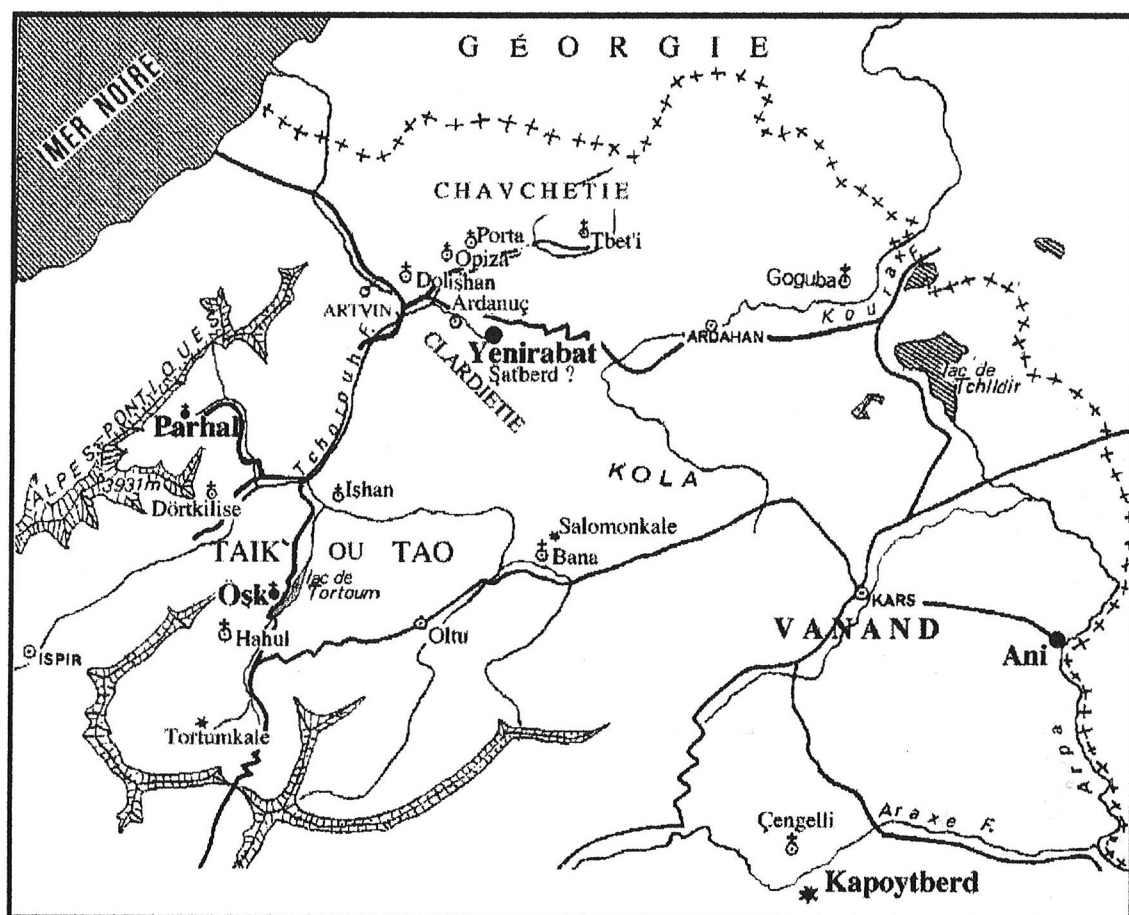 GÉORGIE
MER NOIRE
CHAVCHETIE
Porta
Tbet'i
Opiza
Dolishan
Goguba
Kourax F.
Ardanuç
ARTVIN
ARDAHAN
Yenirabat
Şatberd ?
CLARDJETIE
lac de
Tchildir
Tchorouh F.
ALPES PONTIQUES
Parhal
3931m
KOLA
Dörtkilise
Işhan
Salomonkale
Bana
TAIK' OU TAO
lac de
Tortoum
Öşk
KARS
Hahul
Oltu
VANAND
ISPIR
Ani
Tortumkale
Arpa
Araxe F.
Çengelli
Kapoytberd